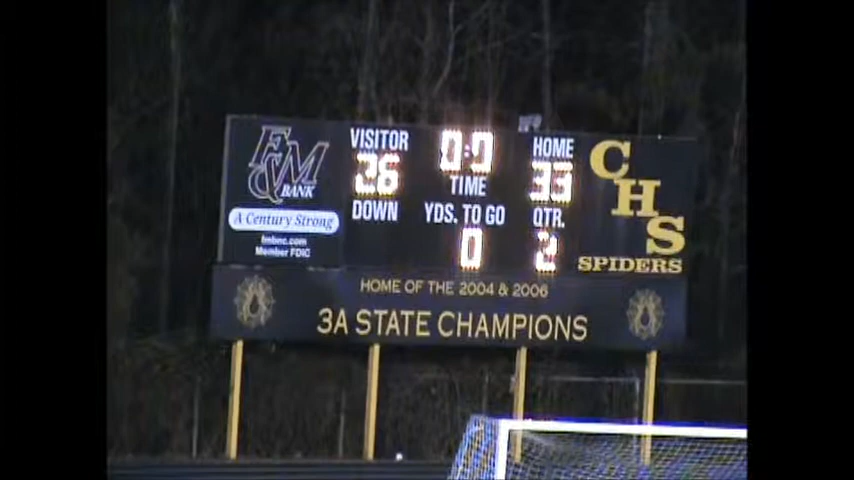 F&M
BANK
A Century Strong
fmbnc.com
Member FDIC
VISITOR
26
DOWN
0:0
TIME
YDS. TO GO
0
HOME
33
QTR.
2
CHS
SPIDERS
HOME OF THE 2004 & 2006
3A STATE CHAMPIONS